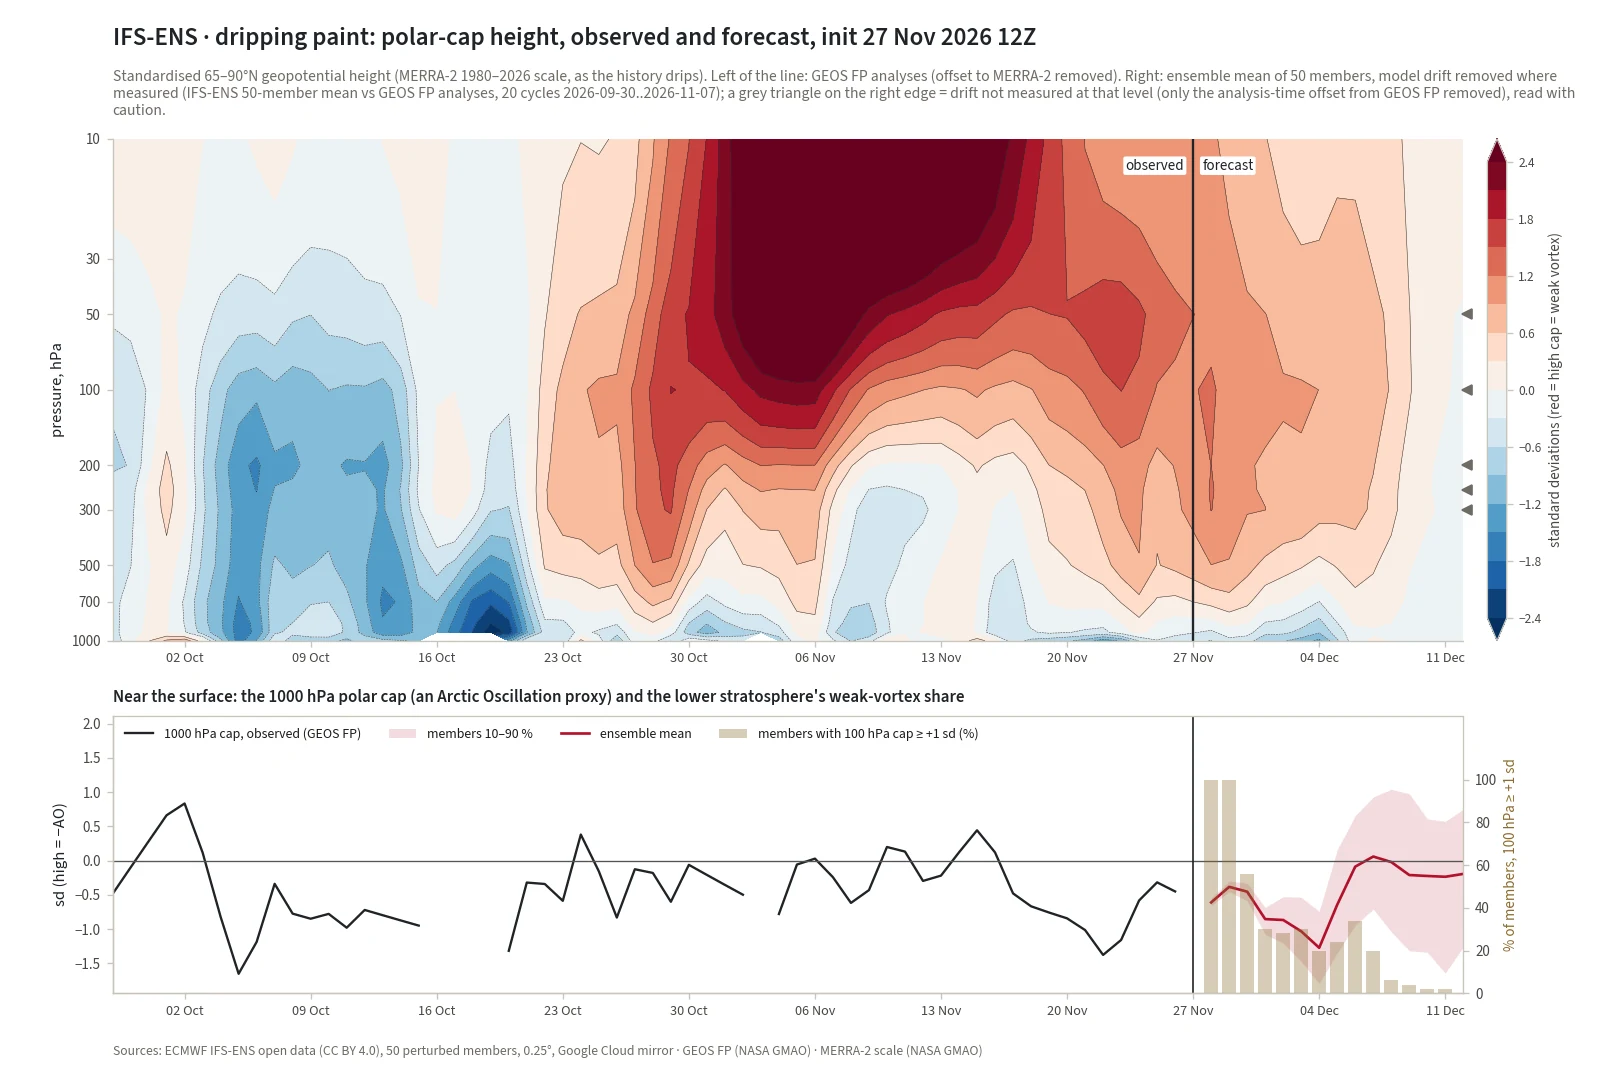 IFS-ENS · dripping paint: polar-cap height, observed and forecast, init 27 Nov 2026 12Z
Standardised 65–90°N geopotential height (MERRA-2 1980–2026 scale, as the history drips). Left of the line: GEOS FP analyses (offset to MERRA-2 removed). Right: ensemble mean of 50 members, model drift removed where
measured (IFS-ENS 50-member mean vs GEOS FP analyses, 20 cycles 2026-09-30..2026-11-07); a grey triangle on the right edge = drift not measured at that level (only the analysis-time offset from GEOS FP removed), read with
caution.
pressure, hPa
10
30
50
100
200
300
500
700
1000
observed
forecast
02 Oct
09 Oct
16 Oct
23 Oct
30 Oct
06 Nov
13 Nov
20 Nov
27 Nov
04 Dec
11 Dec
2.4
1.8
1.2
0.6
0.0
−0.6
−1.2
−1.8
−2.4
standard deviations (red = high cap = weak vortex)
Near the surface: the 1000 hPa polar cap (an Arctic Oscillation proxy) and the lower stratosphere's weak-vortex share
sd (high = −AO)
2.0
1.5
1.0
0.5
0.0
−0.5
−1.0
−1.5
1000 hPa cap, observed (GEOS FP)
members 10–90 %
ensemble mean
members with 100 hPa cap ≥ +1 sd (%)
100
80
60
40
20
0
% of members, 100 hPa ≥ +1 sd
02 Oct
09 Oct
16 Oct
23 Oct
30 Oct
06 Nov
13 Nov
20 Nov
27 Nov
04 Dec
11 Dec
Sources: ECMWF IFS-ENS open data (CC BY 4.0), 50 perturbed members, 0.25°, Google Cloud mirror · GEOS FP (NASA GMAO) · MERRA-2 scale (NASA GMAO)